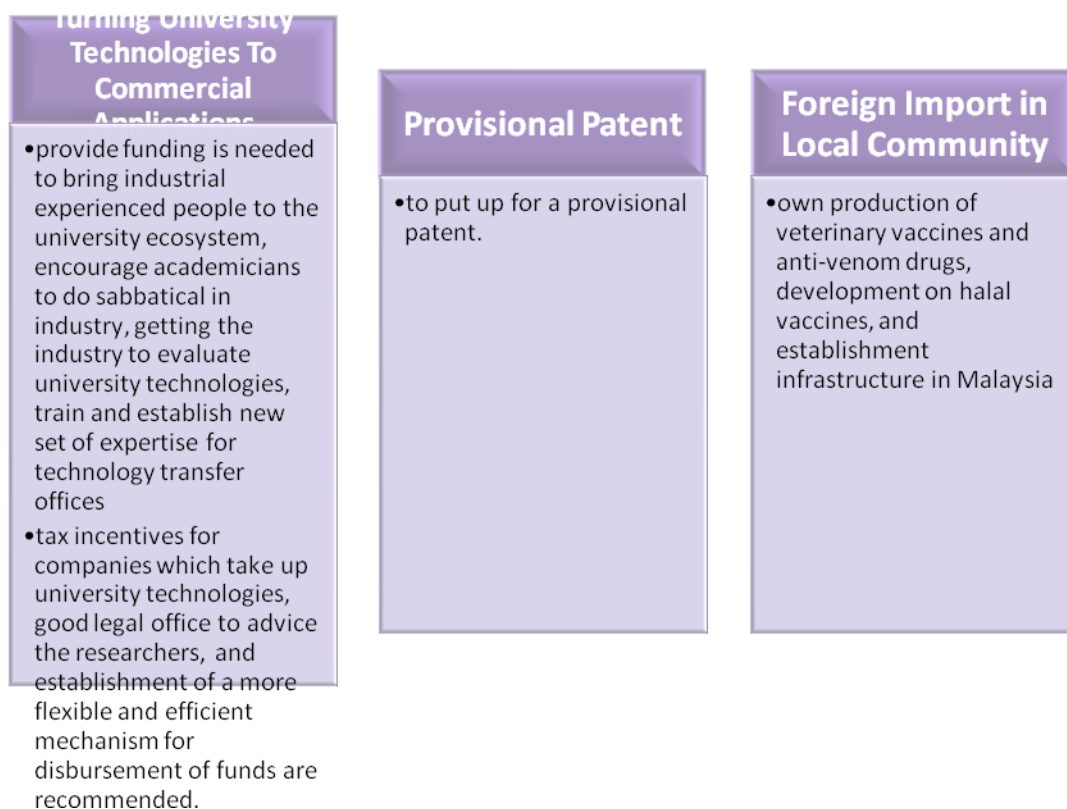 Turning University
Technologies To
Commercial
Applications
•provide funding is needed
to bring industrial
experienced people to the
university ecosystem,
encourage academicians
to do sabbatical in
industry, getting the
industry to evaluate
university technologies,
train and establish new
set of expertise for
technology transfer
offices
•tax incentives for
companies which take up
university technologies,
good legal office to advice
the researchers, and
establishment of a more
flexible and efficient
mechanism for
disbursement of funds are
recommended.
Provisional Patent
•to put up for a provisional
patent.
Foreign Import in
Local Community
•own production of
veterinary vaccines and
anti-venom drugs,
development on halal
vaccines, and
establishment
infrastructure in Malaysia